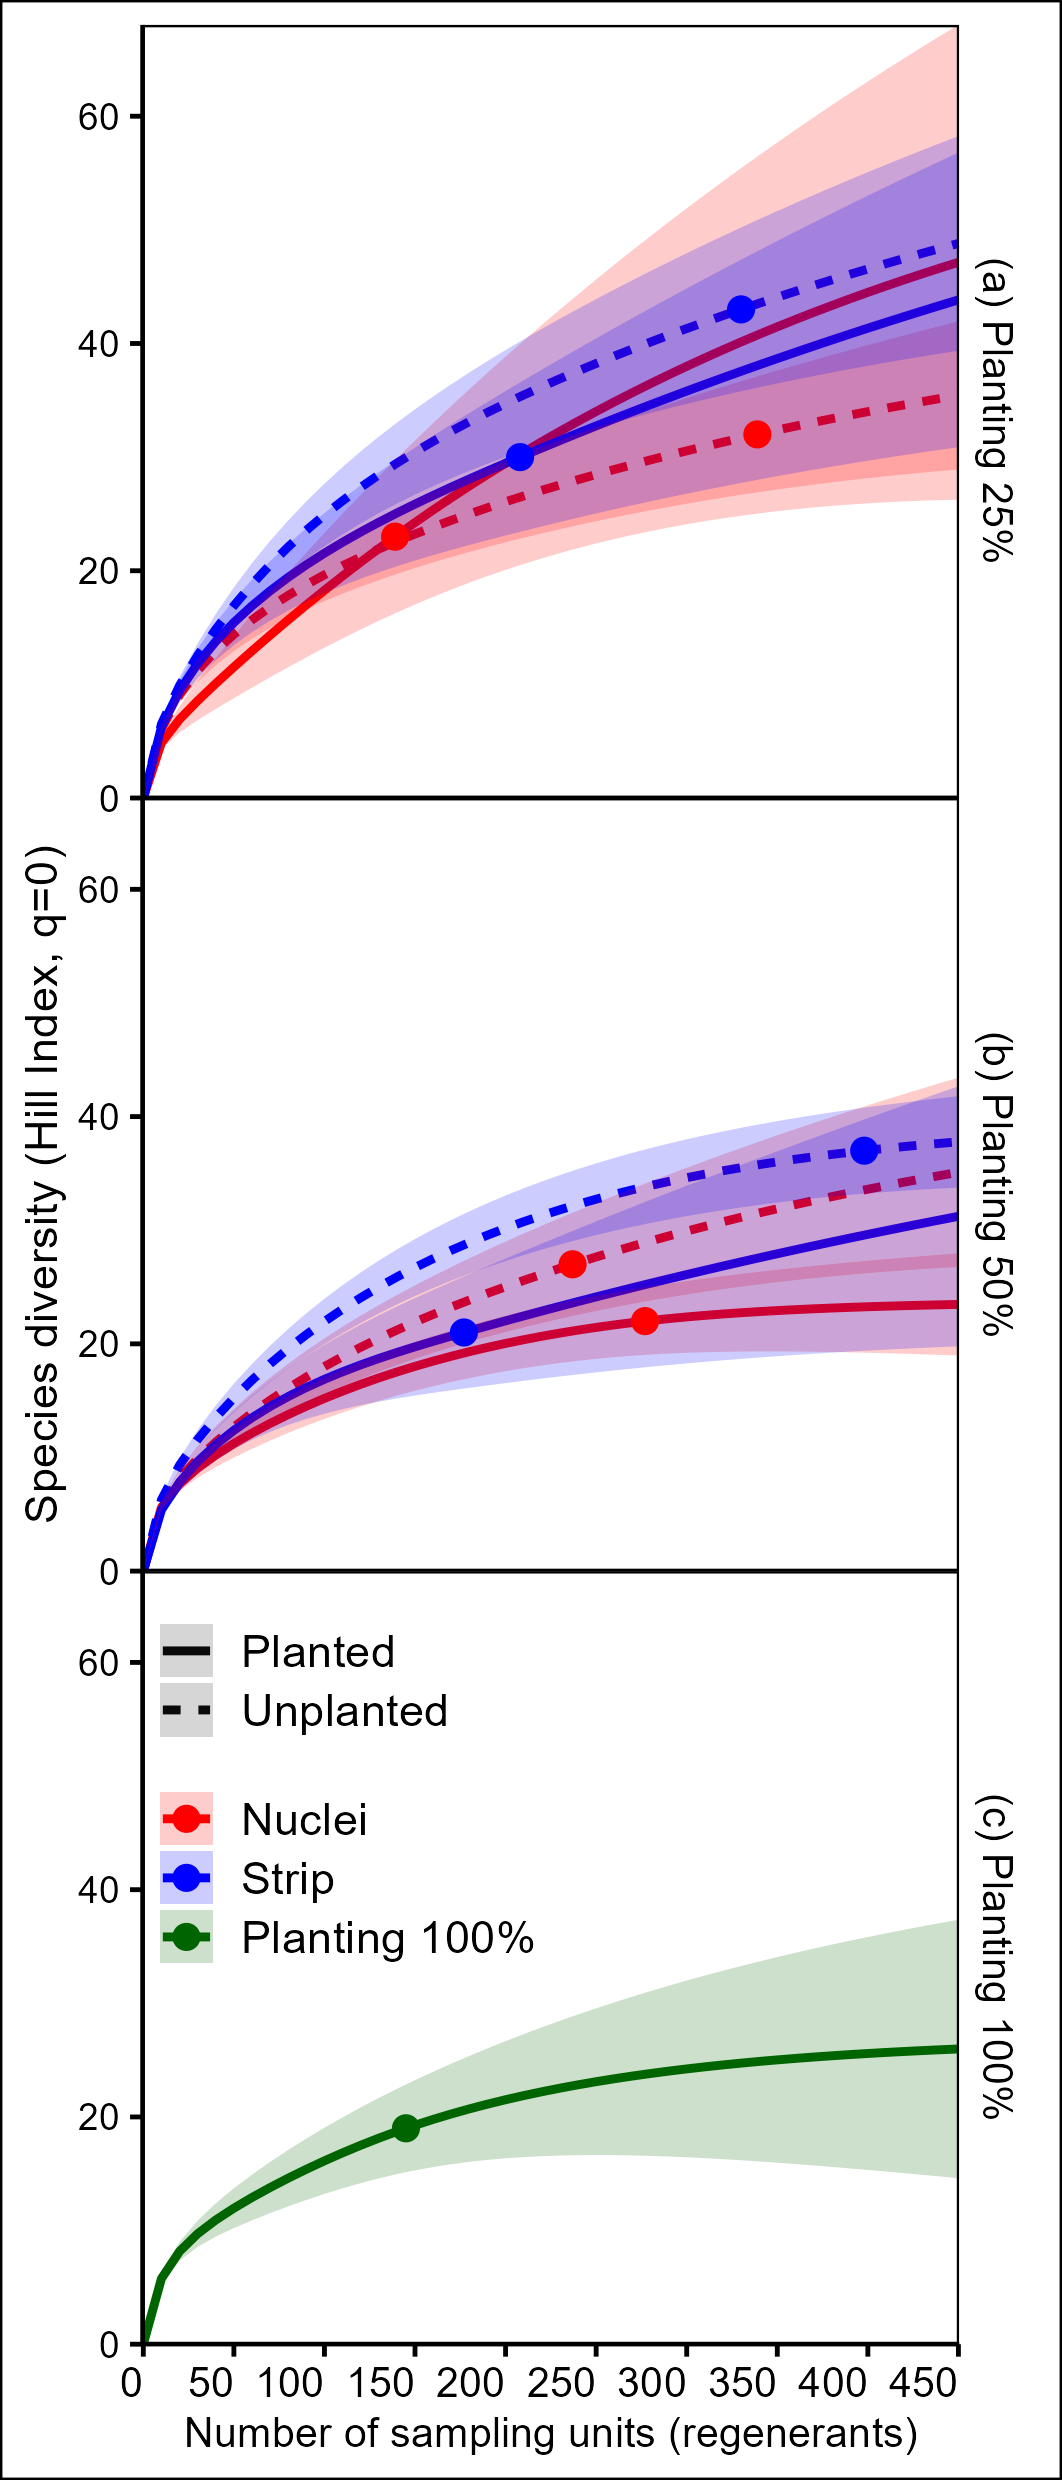 Species diversity (Hill Index, q=0)
60
40
20
0
(a) Planting 25%
60
40
20
0
(b) Planting 50%
60
40
20
0
(c) Planting 100%
Planted
Unplanted
Nuclei
Strip
Planting 100%
0 50 100 150 200 250 300 350 400 450
Number of sampling units (regenerants)